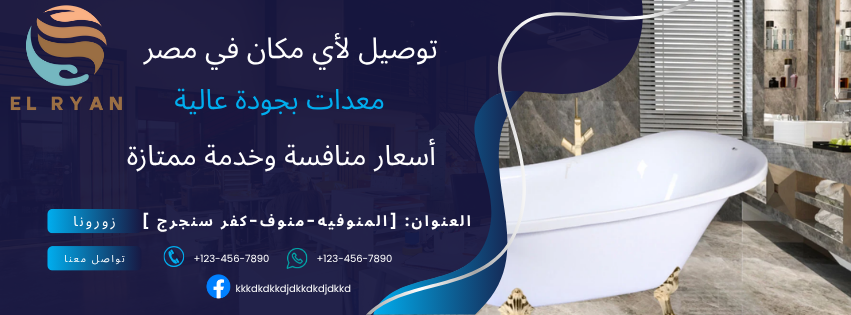 EL RYAN
توصيل لأي مكان في مصر
معدات بجودة عالية
أسعار منافسة وخدمة ممتازة
زورونا
العنوان: [المنوفيه-منوف-كفر سنجرج ]
تواصل معنا
+123-456-7890
+123-456-7890
kkkdkdkkdjdkkdkdjdkkd